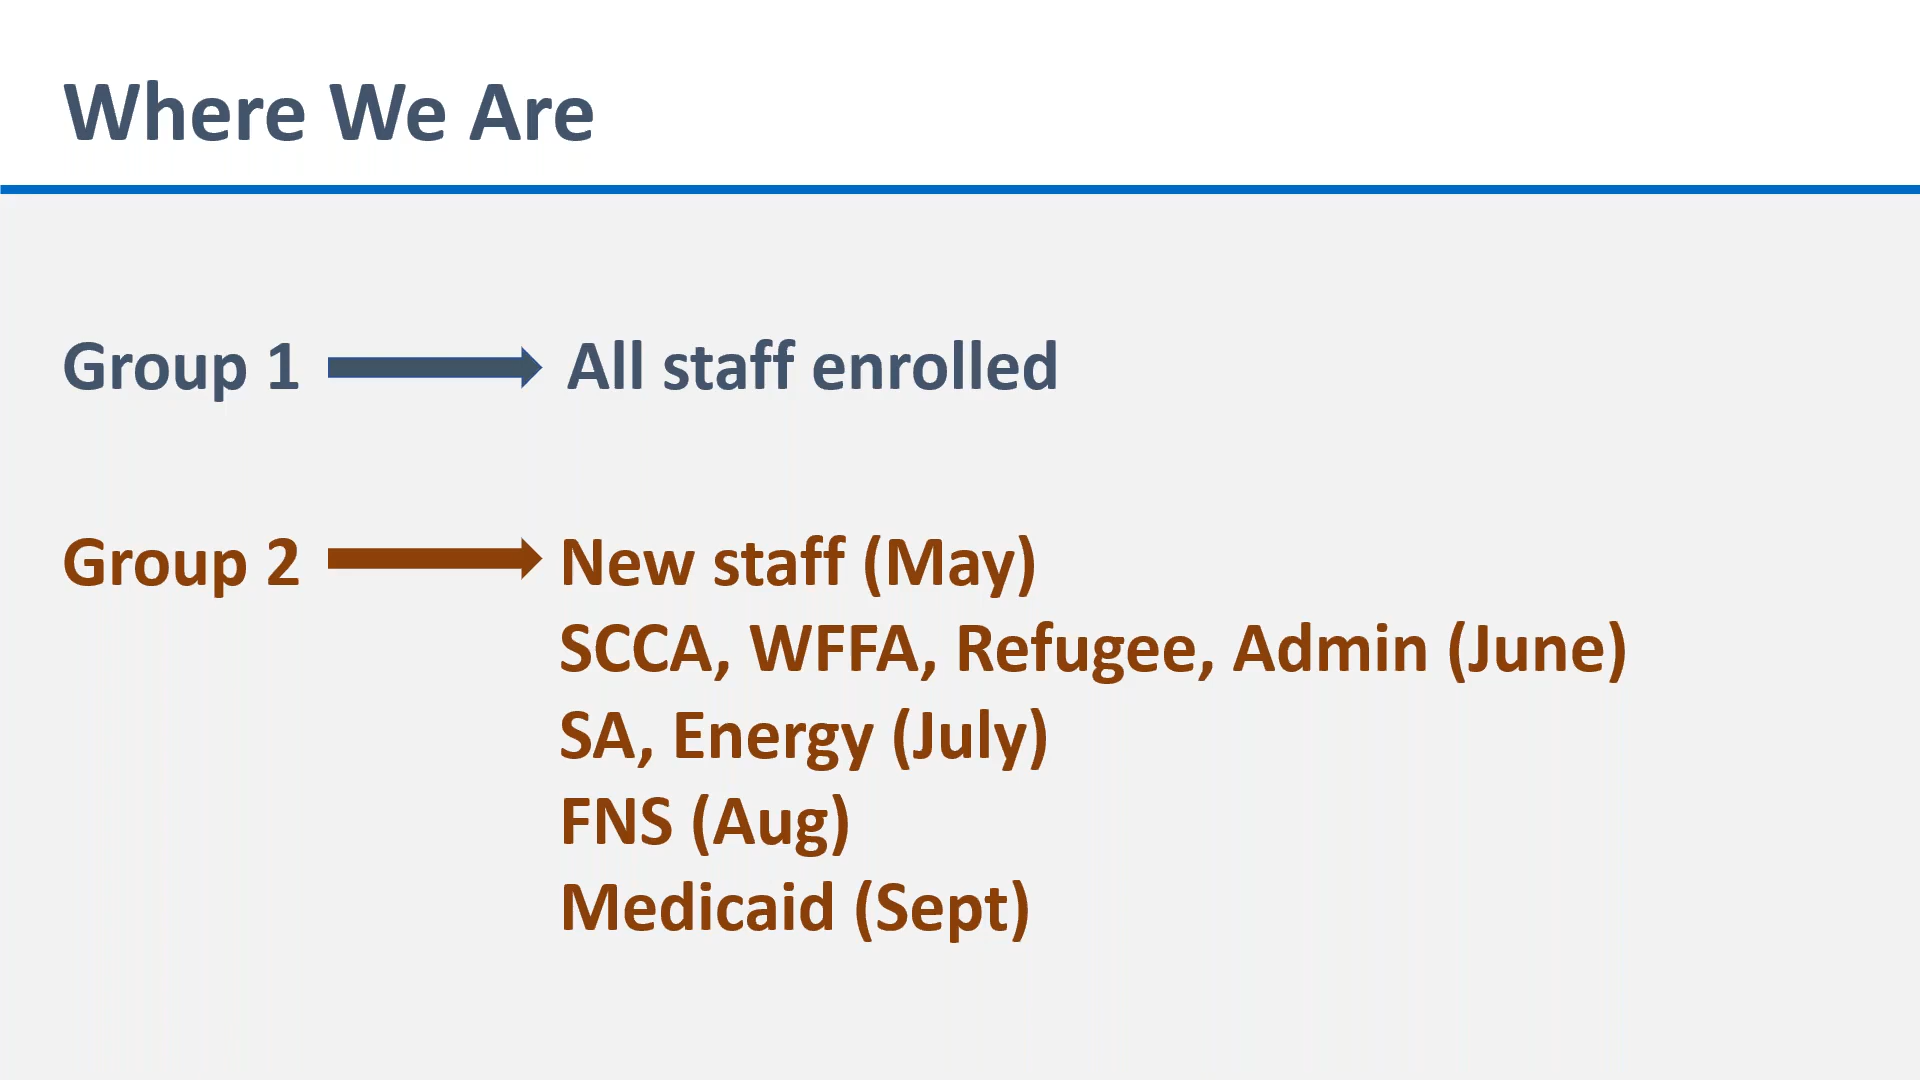 Where We Are
Group 1 All staff enrolled
Group 2 New staff (May)
SCCA, WFFA, Refugee, Admin (June)
SA, Energy (July)
FNS (Aug)
Medicaid (Sept)